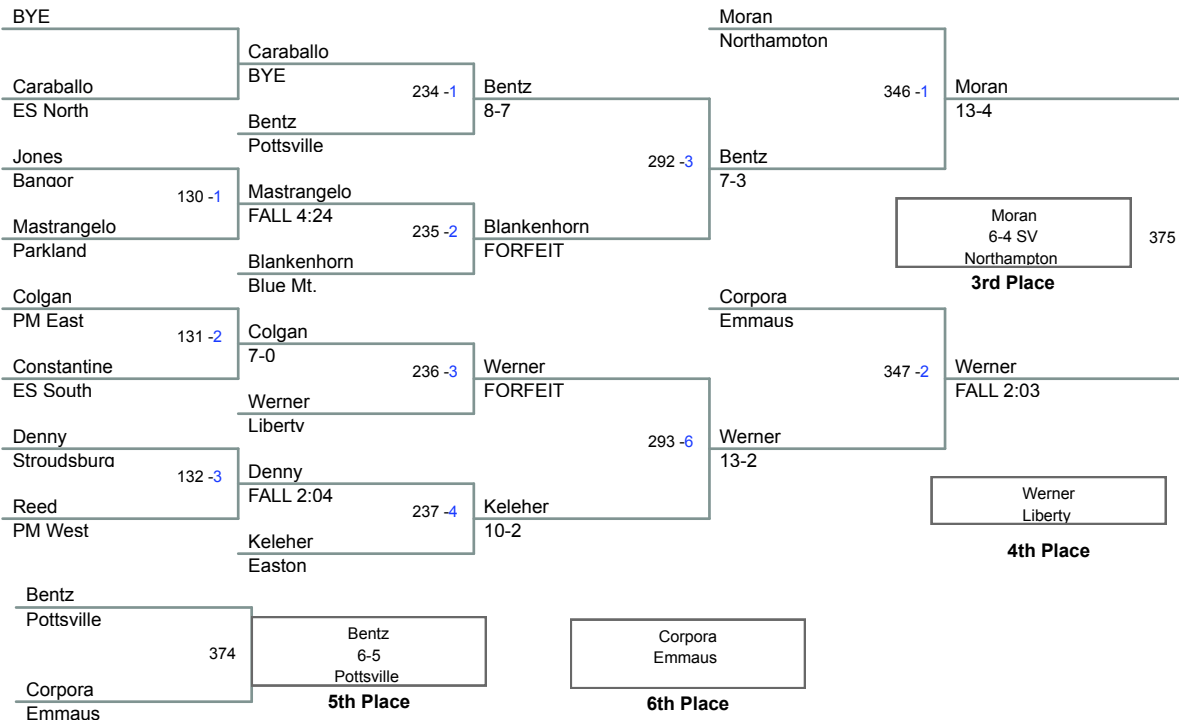 BYE
Caraballo
ES North
Jones
Bangor
130 -1
Mastrangelo
Parkland
Colgan
PM East
131 -2
Constantine
ES South
Denny
Stroudsburg
132 -3
Reed
PM West
Caraballo
BYE
234 -1
Bentz
Pottsville
Mastrangelo
FALL 4:24
235 -2
Blankenhorn
Blue Mt.
Colgan
7-0
236 -3
Werner
Liberty
Denny
FALL 2:04
237 -4
Keleher
Easton
Bentz
8-7
292 -3
Blankenhorn
FORFEIT
Werner
FORFEIT
293 -6
Keleher
10-2
Moran
Northampton
346 -1
Bentz
7-3
Corpora
Emmaus
347 -2
Werner
13-2
Moran
13-4
Moran
6-4 SV
Northampton
375
3rd Place
Werner
FALL 2:03
Werner
Liberty
4th Place
Bentz
Pottsville
374
Corpora
Emmaus
Bentz
6-5
Pottsville
5th Place
Corpora
Emmaus
6th Place